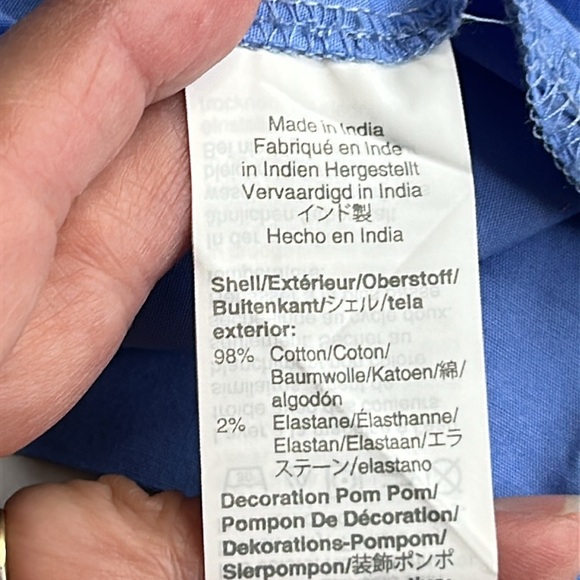 Made in India
Fabriqué en Inde
in Indien Hergestellt
Vervaardigd in India
インド製
Hecho en India
Shell/Extérieur/Oberstoff/
Buitenkant/シェル/tela
exterior:
98% Cotton/Coton/
Baumwolle/Katoen/綿/
algodón
2% Elastane/Élasthanne/
Elastan/Elastaan/エラ
ステーン/elastano
Decoration Pom Pom/
Pompon De Décoration/
Dekorations-Pompom/
Sierpompon/装飾ポンポ